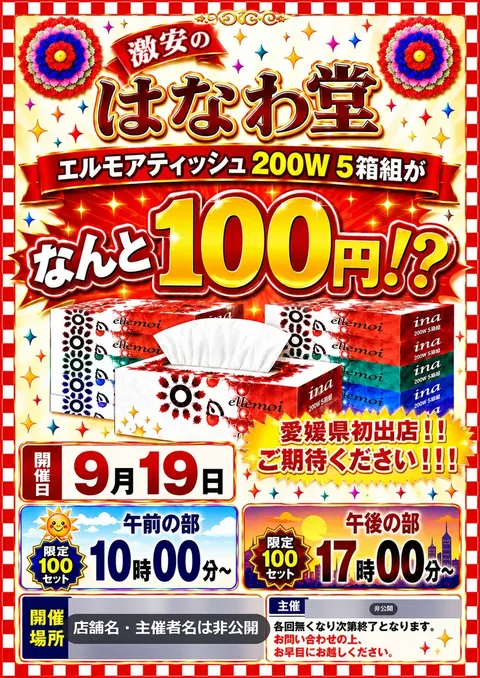 激安の
はなわ堂
エルモアティッシュ200W 5箱組が
なんと100円!?
ellemoi
ina
200W 5箱組
ellemoi
ina
200W 5箱組
愛媛県初出店!!
ご期待ください!!!
開催日
9月19日
午前の部
限定
100
セット
10時00分~
午後の部
限定
100
セット
17時00分~
開催
場所
店舗名・主催者名は非公開
主催
非公開
各回無くなり次第終了となります。
お問い合わせの上、
お早目にお越しください。